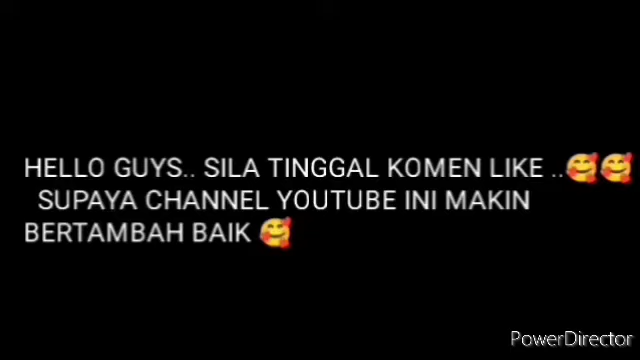 HELLO GUYS.. SILA TINGGAL KOMEN LIKE ..🥰🥰
SUPAYA CHANNEL YOUTUBE INI MAKIN
BERTAMBAH BAIK 🥰
PowerDirector